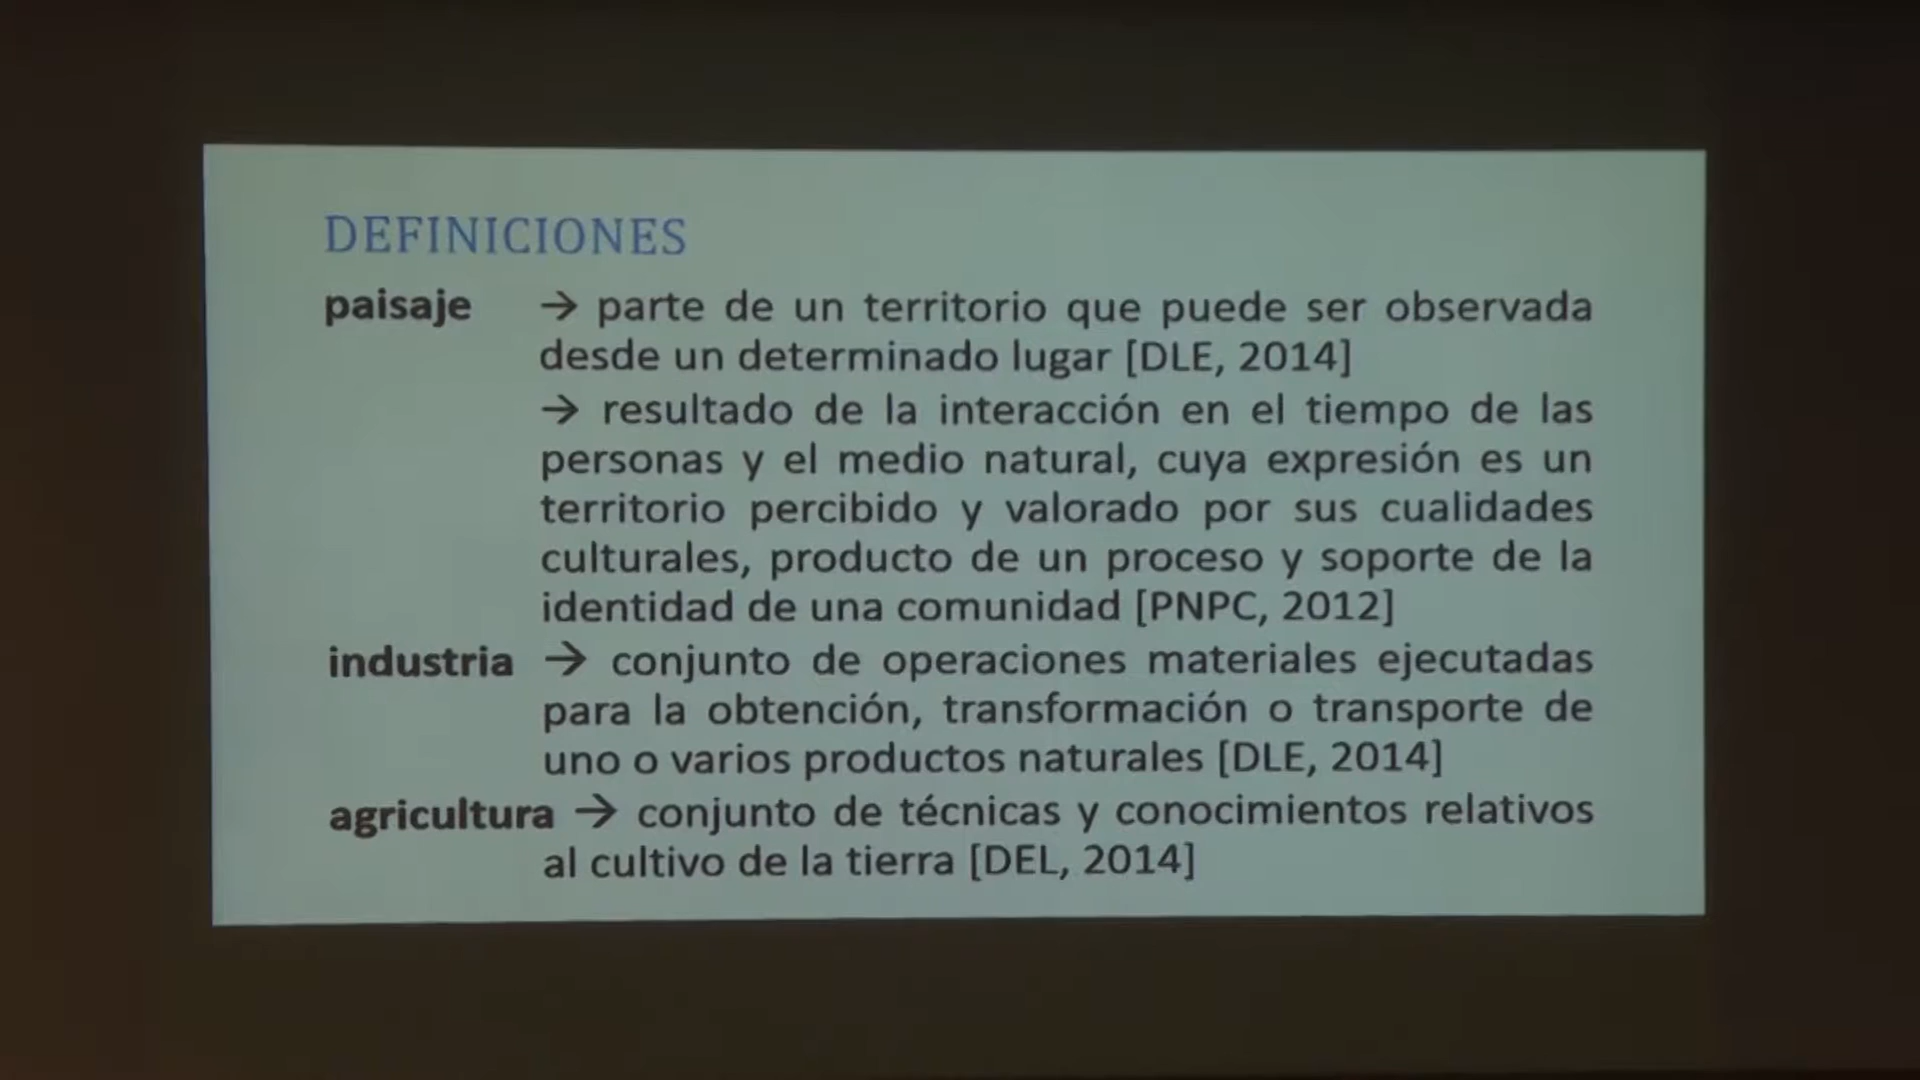 DEFINICIONES
paisaje → parte de un territorio que puede ser observada
desde un determinado lugar [DLE, 2014]
→ resultado de la interacción en el tiempo de las
personas y el medio natural, cuya expresión es un
territorio percibido y valorado por sus cualidades
culturales, producto de un proceso y soporte de la
identidad de una comunidad [PNPC, 2012]
industria → conjunto de operaciones materiales ejecutadas
para la obtención, transformación o transporte de
uno o varios productos naturales [DLE, 2014]
agricultura → conjunto de técnicas y conocimientos relativos
al cultivo de la tierra [DEL, 2014]